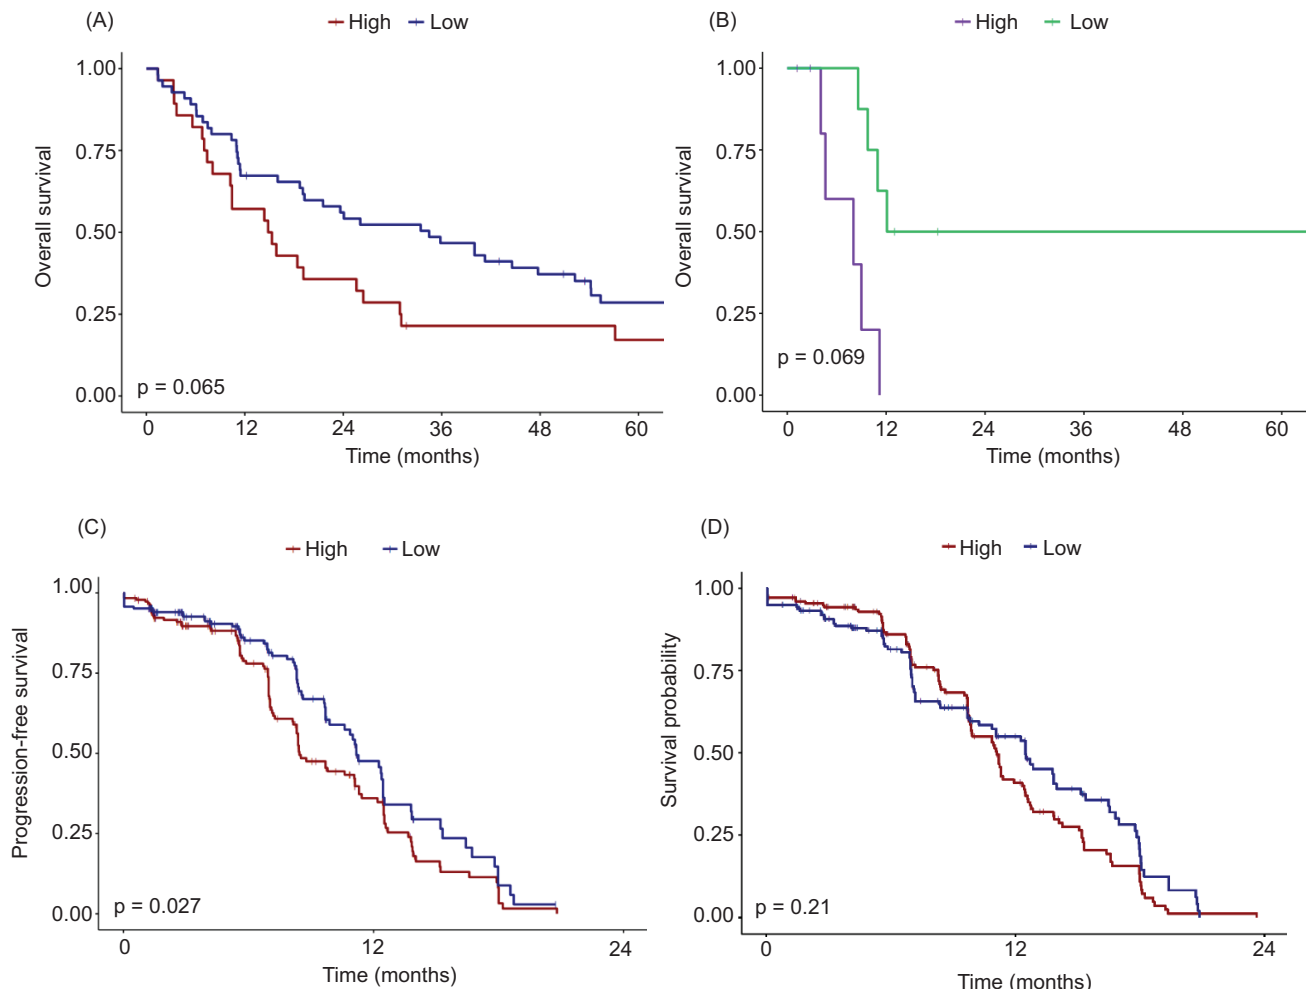 (A)
High Low
1.00
0.75
0.50
0.25
0.00
Overall survival
p = 0.065
0 12 24 36 48 60
Time (months)
(B)
High Low
1.00
0.75
0.50
0.25
0.00
Overall survival
p = 0.069
0 12 24 36 48 60
Time (months)
(C)
High Low
1.00
0.75
0.50
0.25
0.00
Progression-free survival
p = 0.027
0 12 24
Time (months)
(D)
High Low
1.00
0.75
0.50
0.25
0.00
Survival probability
p = 0.21
0 12 24
Time (months)